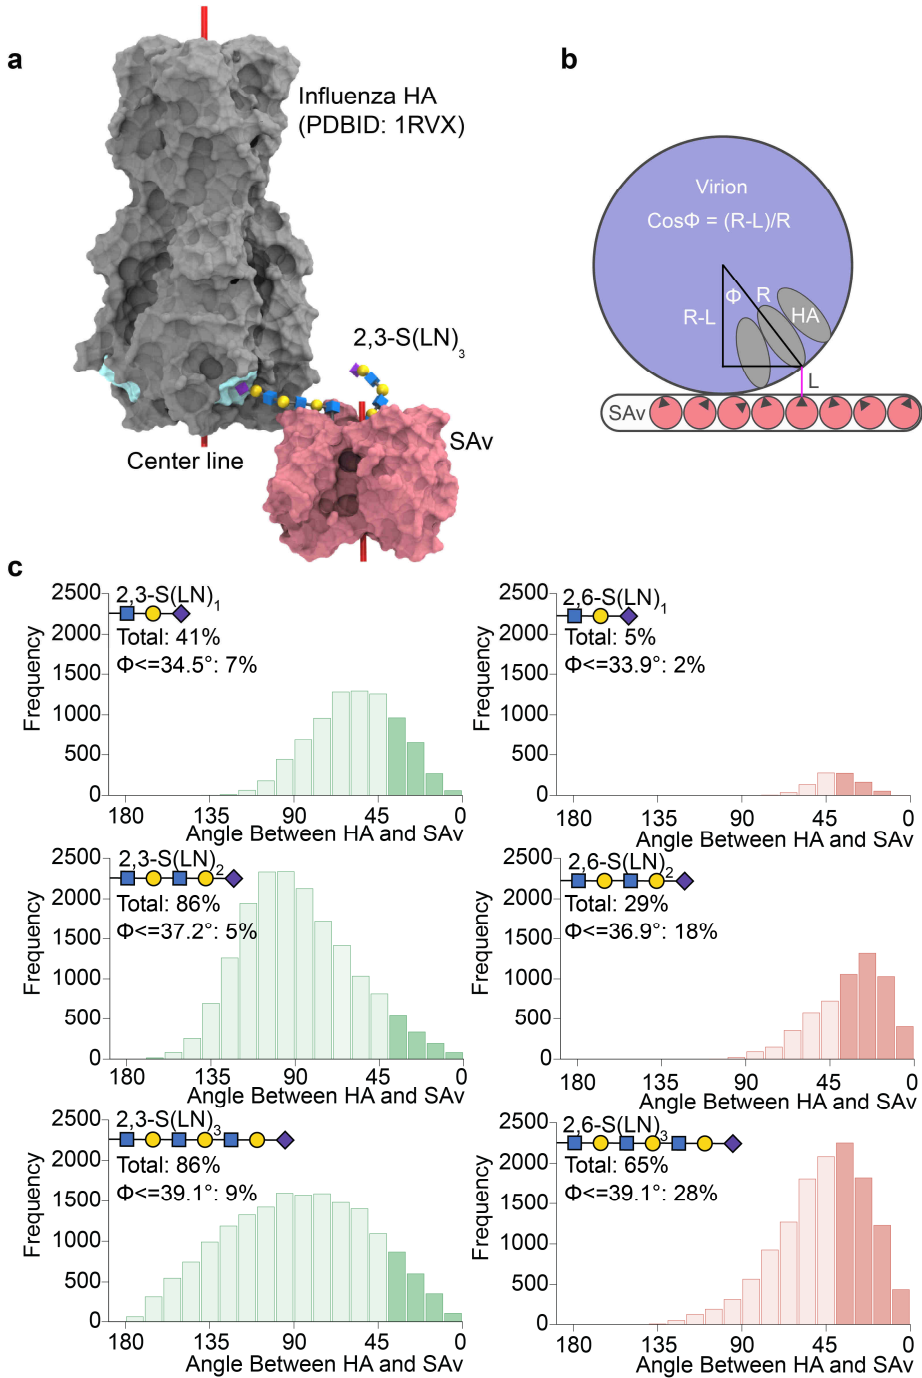 a
Influenza HA
(PDBID: 1RVX)
2,3-S(LN)3
SAv
Center line
b
Virion
CosΦ = (R-L)/R
Φ
R
HA
R-L
L
SAv
c
2500
2000
1500
1000
500
0
Frequency
2,3-S(LN)1
Total: 41%
Φ<=34.5°: 7%
180
135
90
45
0
Angle Between HA and SAv
2500
2000
1500
1000
500
0
Frequency
2,6-S(LN)1
Total: 5%
Φ<=33.9°: 2%
180
135
90
45
0
Angle Between HA and SAv
2500
2000
1500
1000
500
0
Frequency
2,3-S(LN)2
Total: 86%
Φ<=37.2°: 5%
180
135
90
45
0
Angle Between HA and SAv
2500
2000
1500
1000
500
0
Frequency
2,6-S(LN)2
Total: 29%
Φ<=36.9°: 18%
180
135
90
45
0
Angle Between HA and SAv
2500
2000
1500
1000
500
0
Frequency
2,3-S(LN)3
Total: 86%
Φ<=39.1°: 9%
180
135
90
45
0
Angle Between HA and SAv
2500
2000
1500
1000
500
0
Frequency
2,6-S(LN)3
Total: 65%
Φ<=39.1°: 28%
180
135
90
45
0
Angle Between HA and SAv